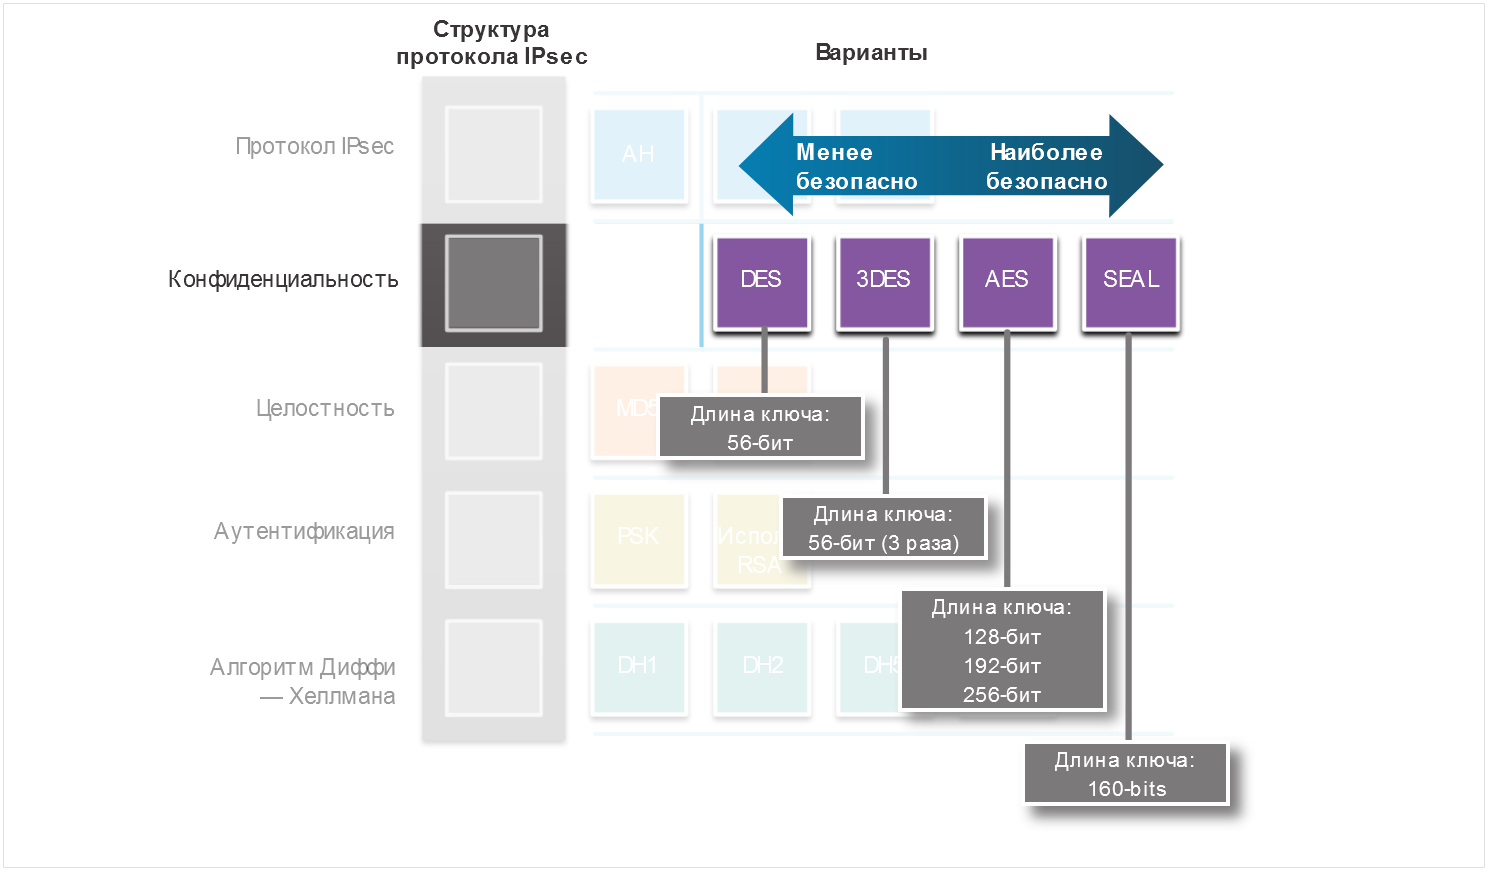 Структура
протокола IPsec
Варианты
Протокол IPsec
AH
Менее
безопасно
Наиболее
безопасно
Конфиденциальность
DES
3DES
AES
SEAL
Целостность
MD5
Длина ключа:
56-бит
Аутентификация
PSK
RSA
Длина ключа:
56-бит (3 раза)
Алгоритм Диффи
— Хеллмана
DH1
DH2
DH5
Длина ключа:
128-бит
192-бит
256-бит
Длина ключа:
160-bits